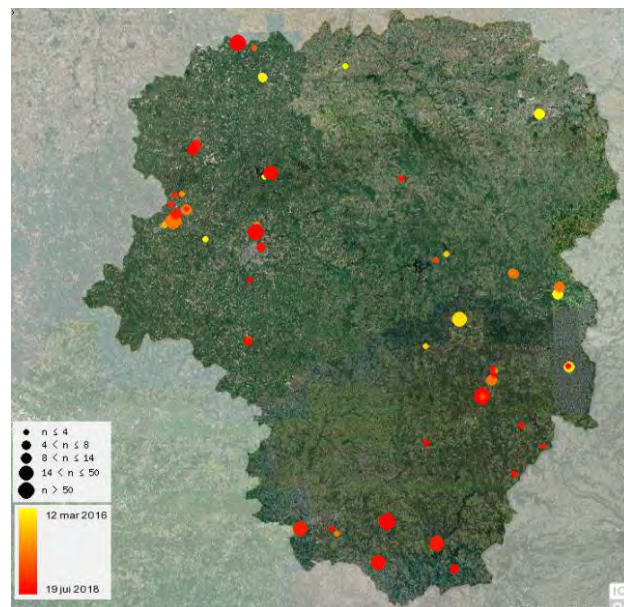 n ≤ 4
4 < n ≤ 8
8 < n ≤ 14
14 < n ≤ 50
n > 50
12 mar 2016
19 jui 2018